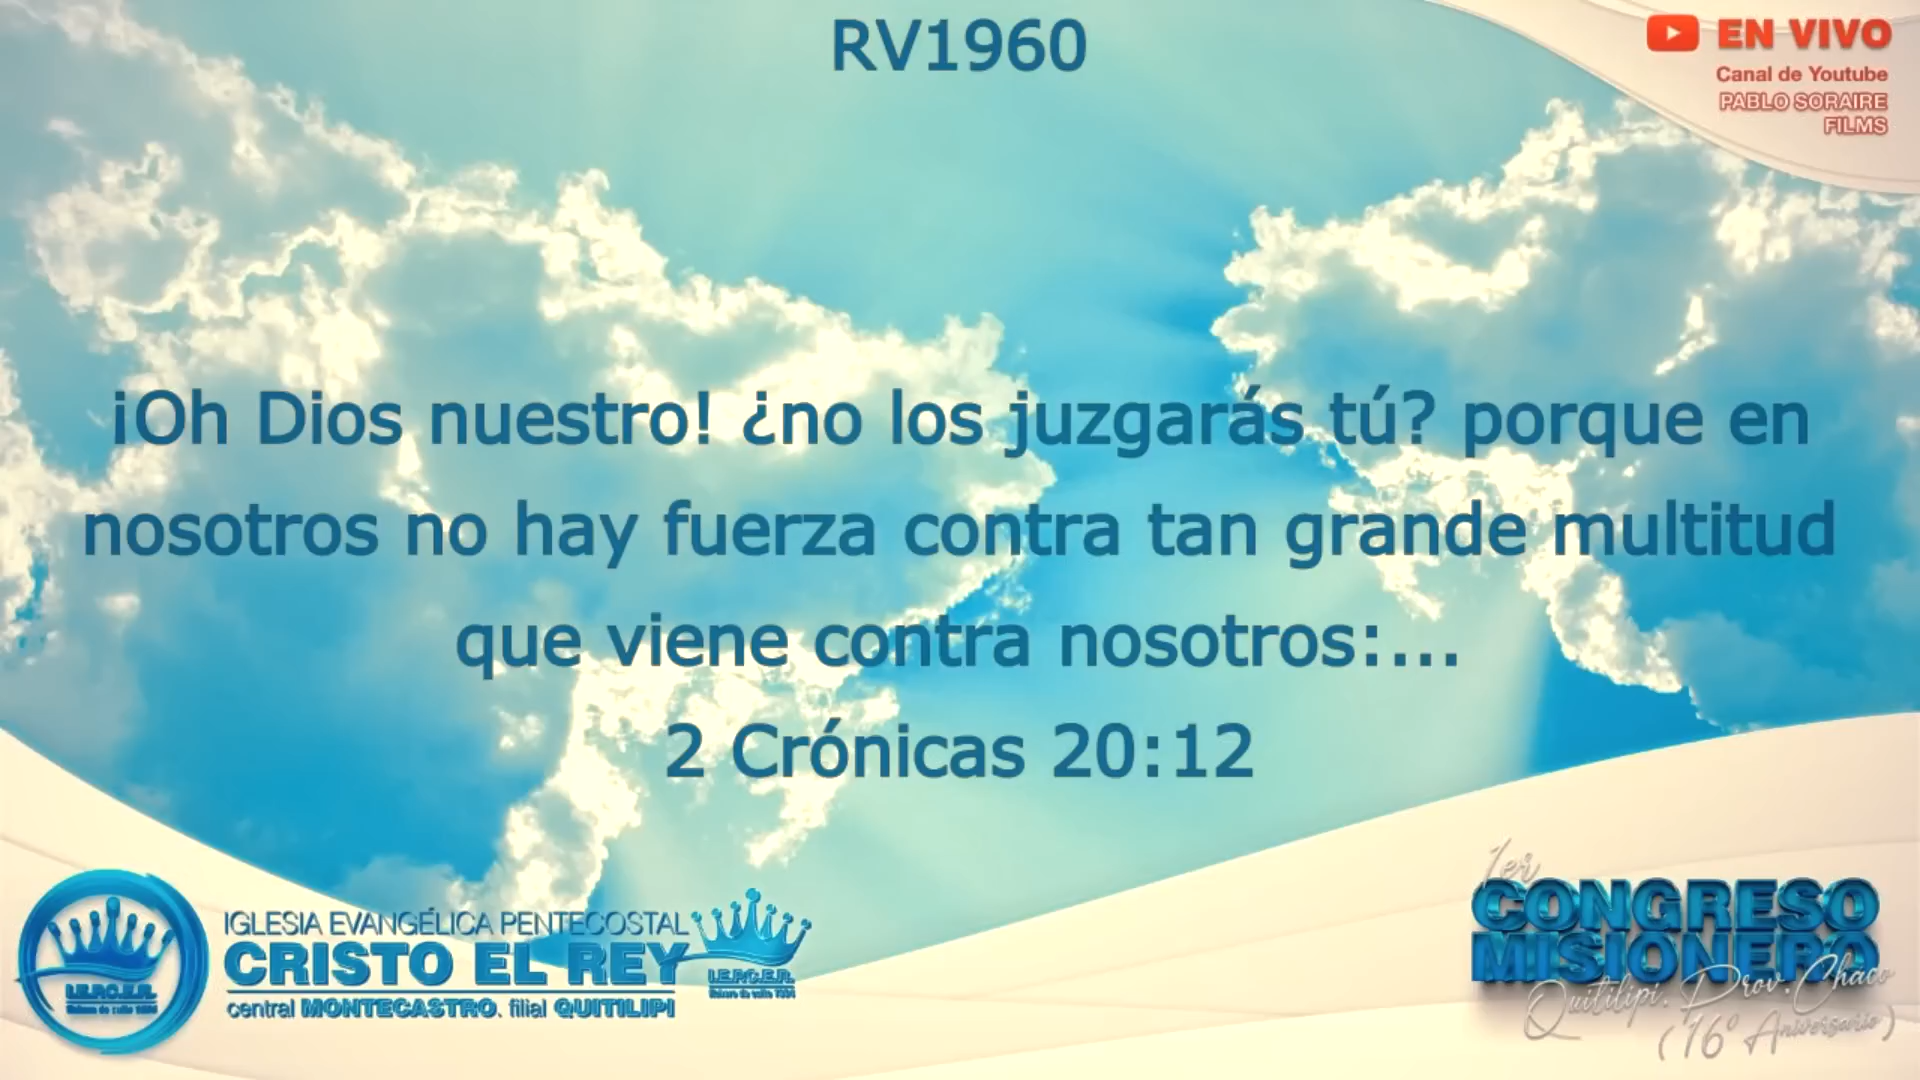 RV1960
EN VIVO
Canal de Youtube
PABLO SORAIRE
FILMS
¡Oh Dios nuestro! ¿no los juzgarás tú? porque en
nosotros no hay fuerza contra tan grande multitud
que viene contra nosotros:...
2 Crónicas 20:12
IGLESIA EVANGÉLICA PENTECOSTAL
CRISTO EL REY
central MONTECASTRO. filial QUITILIPI
I.E.P.C.E.R.
I.E.P.C.E.R.
1er
CONGRESO
MISIONERO
Quitilipi. Prov. Chaco
(16º Aniversario)